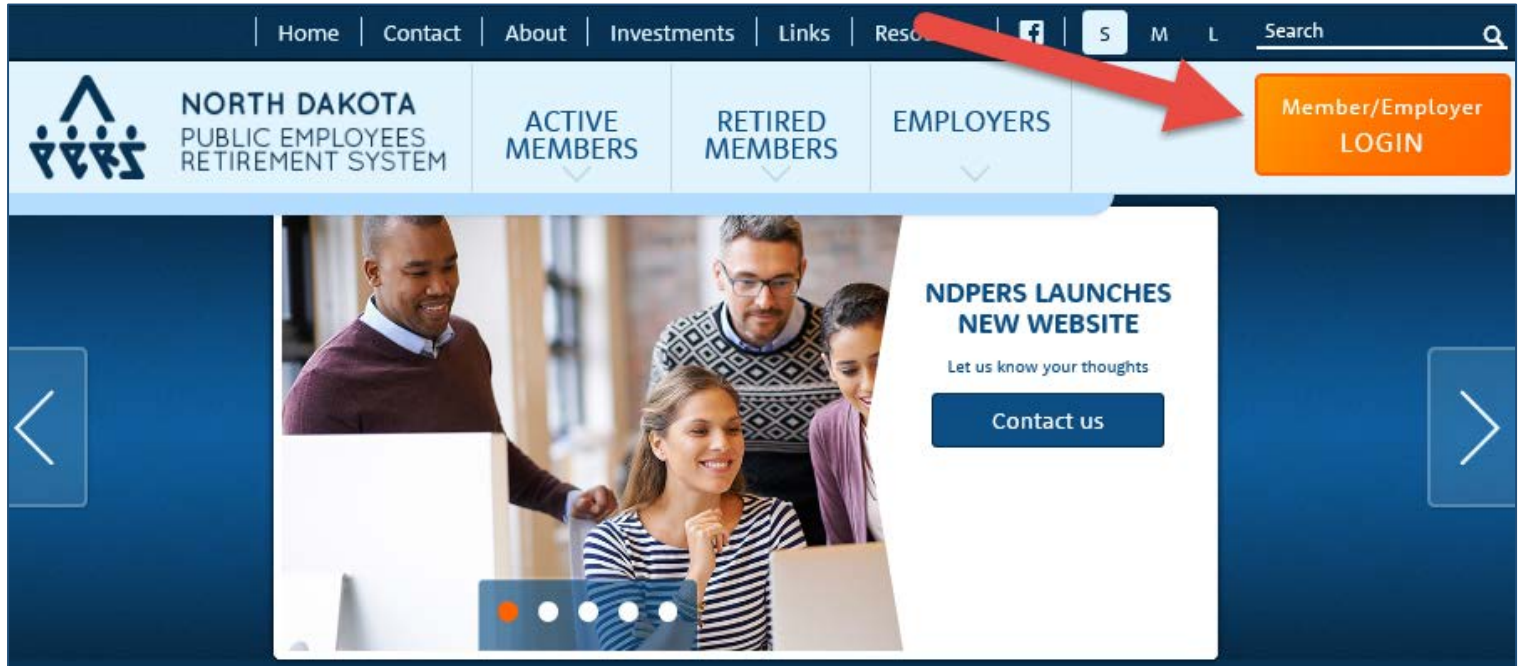 Home | Contact | About | Investments | Links | | S M L Search
NORTH DAKOTA
PUBLIC EMPLOYEES
RETIREMENT SYSTEM
PERS
ACTIVE
MEMBERS
RETIRED
MEMBERS
EMPLOYERS
Member/Employer
LOGIN
NDPERS LAUNCHES
NEW WEBSITE
Let us know your thoughts
Contact us